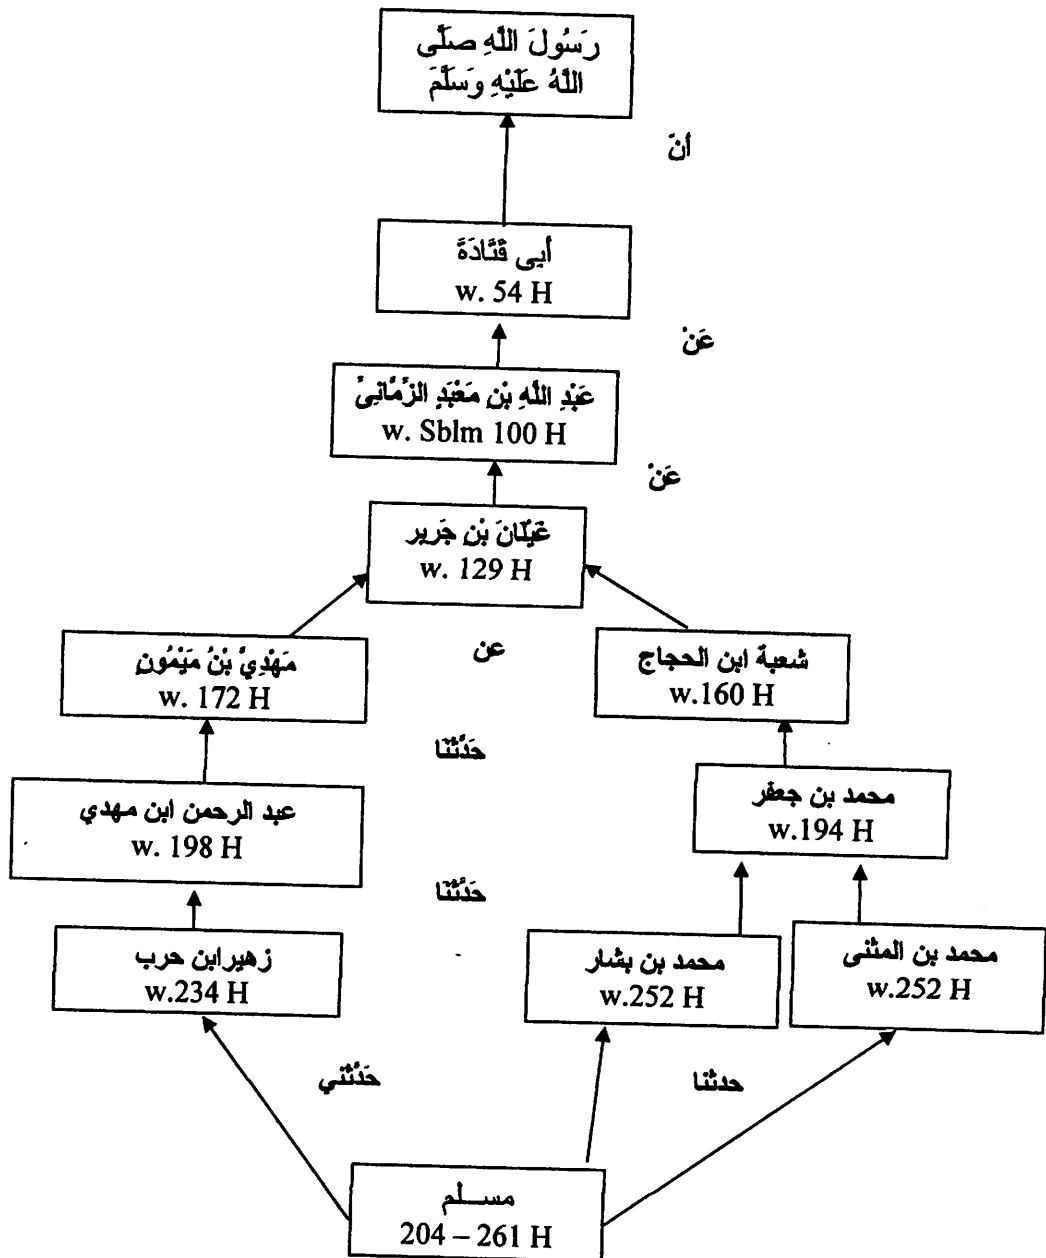 رَسُولَ اللَّهِ صَلَّى
اللَّهُ عَلَيْهِ وَسَلَّمَ
أنّ
أَبِى قَتَادَةَ
w. 54 H
عَنْ
عَبْدِ اللَّهِ بْنِ مَعْبَدٍ الزِّمَّانِىِّ
w. Sblm 100 H
عَنْ
غَيْلَانَ بْنِ جَرِير
w. 129 H
مَهْدِيُّ بْنُ مَيْمُونٍ
w. 172 H
عن
شعبة ابن الحجاج
w.160 H
حَدَّثَنَا
عبد الرحمن ابن مهدي
w. 198 H
محمد بن جعفر
w.194 H
حَدَّثَنَا
زهيرابن حرب
w.234 H
محمد بن بشار
w.252 H
محمد بن المثنى
w.252 H
حَدَّثني
حدثنا
مســلم
204 – 261 H